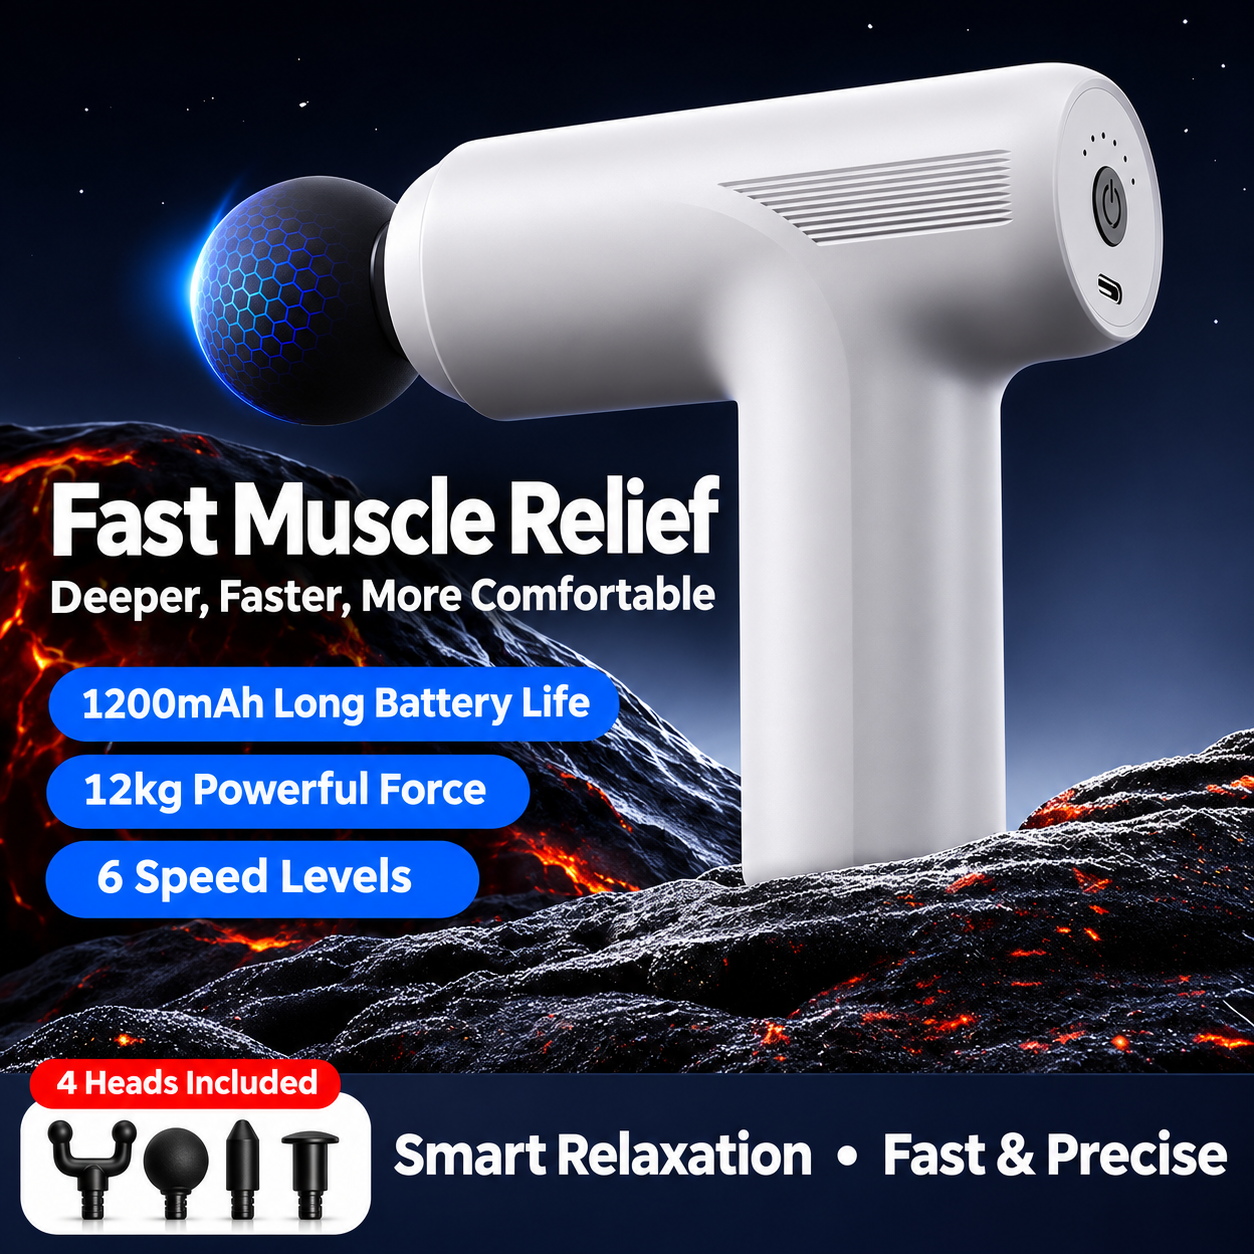 Fast Muscle Relief
Deeper, Faster, More Comfortable
1200mAh Long Battery Life
12kg Powerful Force
6 Speed Levels
4 Heads Included
Smart Relaxation • Fast & Precise